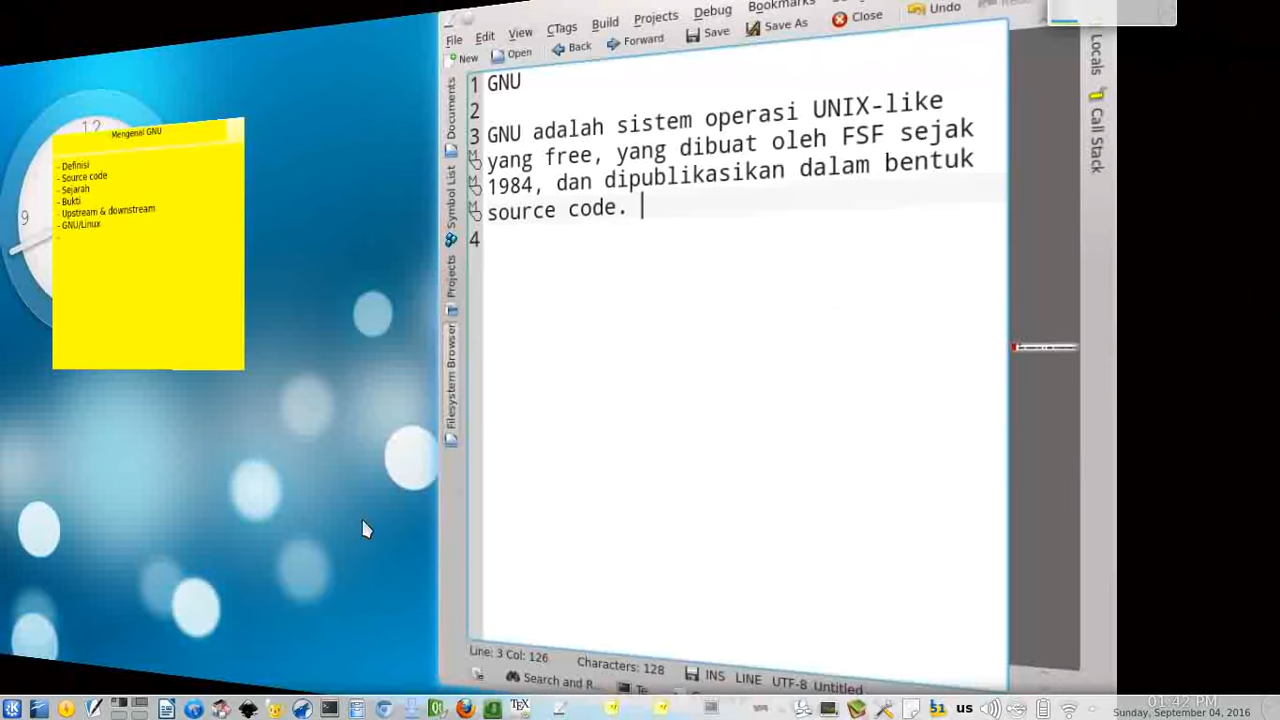 12
9
Mengenal GNU
- Definisi
- Source code
- Sejarah
- Bukti
- Upstream & downstream
- GNU/Linux
-
File Edit View CTags Build Projects Debug Bookmarks
New Open Back Forward Save Save As Close Undo
Documents
Symbol List
Projects
Filesystem Browser
1 GNU
2
3 GNU adalah sistem operasi UNIX-like
yang free, yang dibuat oleh FSF sejak
1984, dan dipublikasikan dalam bentuk
source code.
4
Locals
Call Stack
Line: 3 Col: 126 Characters: 128 INS LINE UTF-8 Untitled
Search and R... Te
us
01:42 PM
Sunday, September 04, 2016